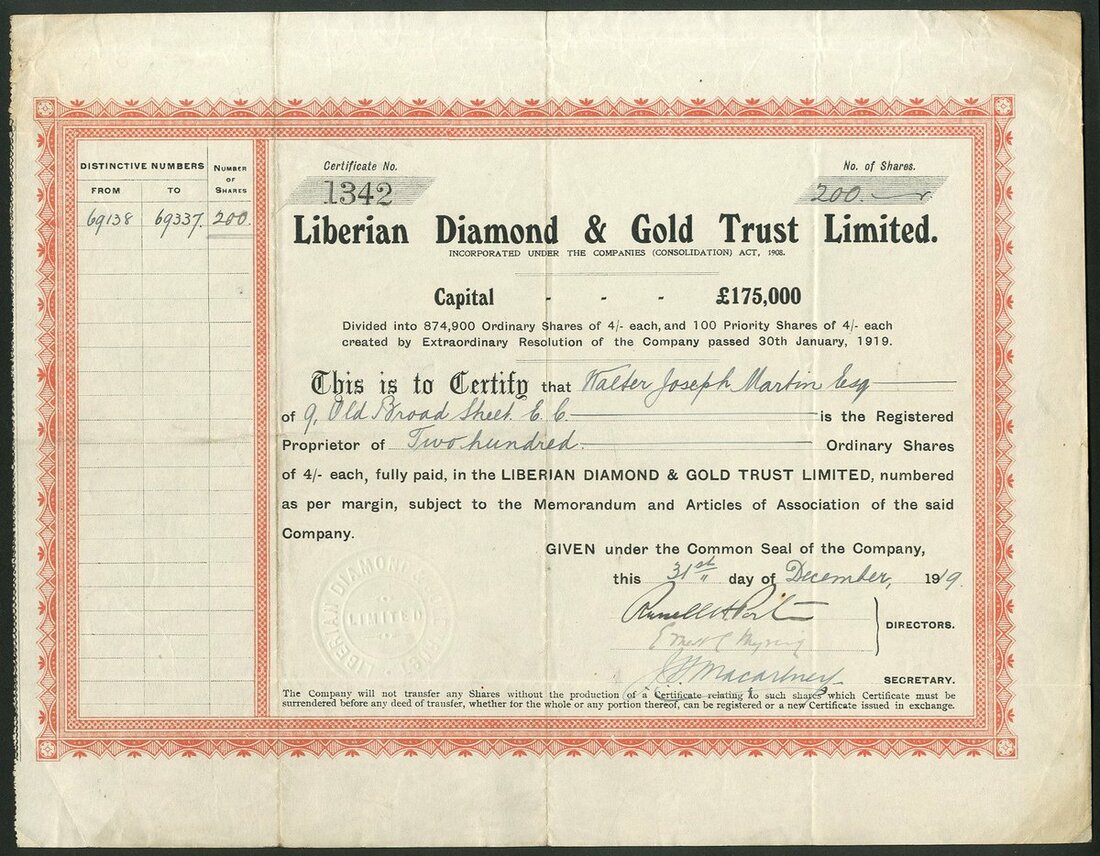 DISTINCTIVE NUMBERS
NUMBER OF SHARES
FROM TO
69138 69337. 200.
Certificate No.
1342
No. of Shares.
200.
Liberian Diamond & Gold Trust Limited.
INCORPORATED UNDER THE COMPANIES (CONSOLIDATION) ACT, 1908.
Capital - - - £175,000
Divided into 874,900 Ordinary Shares of 4/- each, and 100 Priority Shares of 4/- each
created by Extraordinary Resolution of the Company passed 30th January, 1919.
This is to Certify that Walter Joseph Martin Esq
of 9, Old Broad Street. E.C. is the Registered
Proprietor of Two hundred. Ordinary Shares
of 4/- each, fully paid, in the LIBERIAN DIAMOND & GOLD TRUST LIMITED, numbered
as per margin, subject to the Memorandum and Articles of Association of the said
Company.
GIVEN under the Common Seal of the Company,
this 31st day of December, 1919
DIRECTORS.
Macartney
SECRETARY.
LIBERIAN DIAMOND
LIMITED
The Company will not transfer any Shares without the production of a Certificate relating to such shares which Certificate must be
surrendered before any deed of transfer, whether for the whole or any portion thereof, can be registered or a new Certificate issued in exchange.